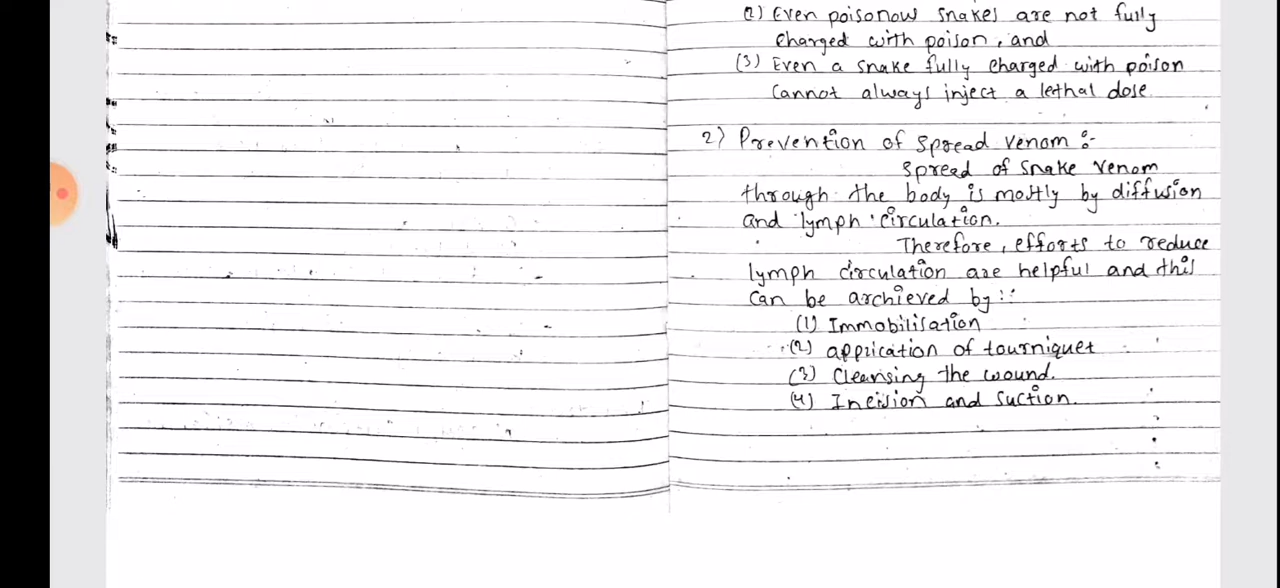 (2) Even poisonow snakes are not fully
charged with poison, and
(3) Even a snake fully charged with poison
cannot always inject a lethal dose
2) Prevention of spread venom :-
spread of snake venom
through the body is mostly by diffusion
and lymph circulation.
Therefore, efforts to reduce
lymph circulation are helpful and this
can be archieved by :-
(1) Immobilisation
(2) application of tourniquet
(3) Cleansing the wound.
(4) Incision and suction.